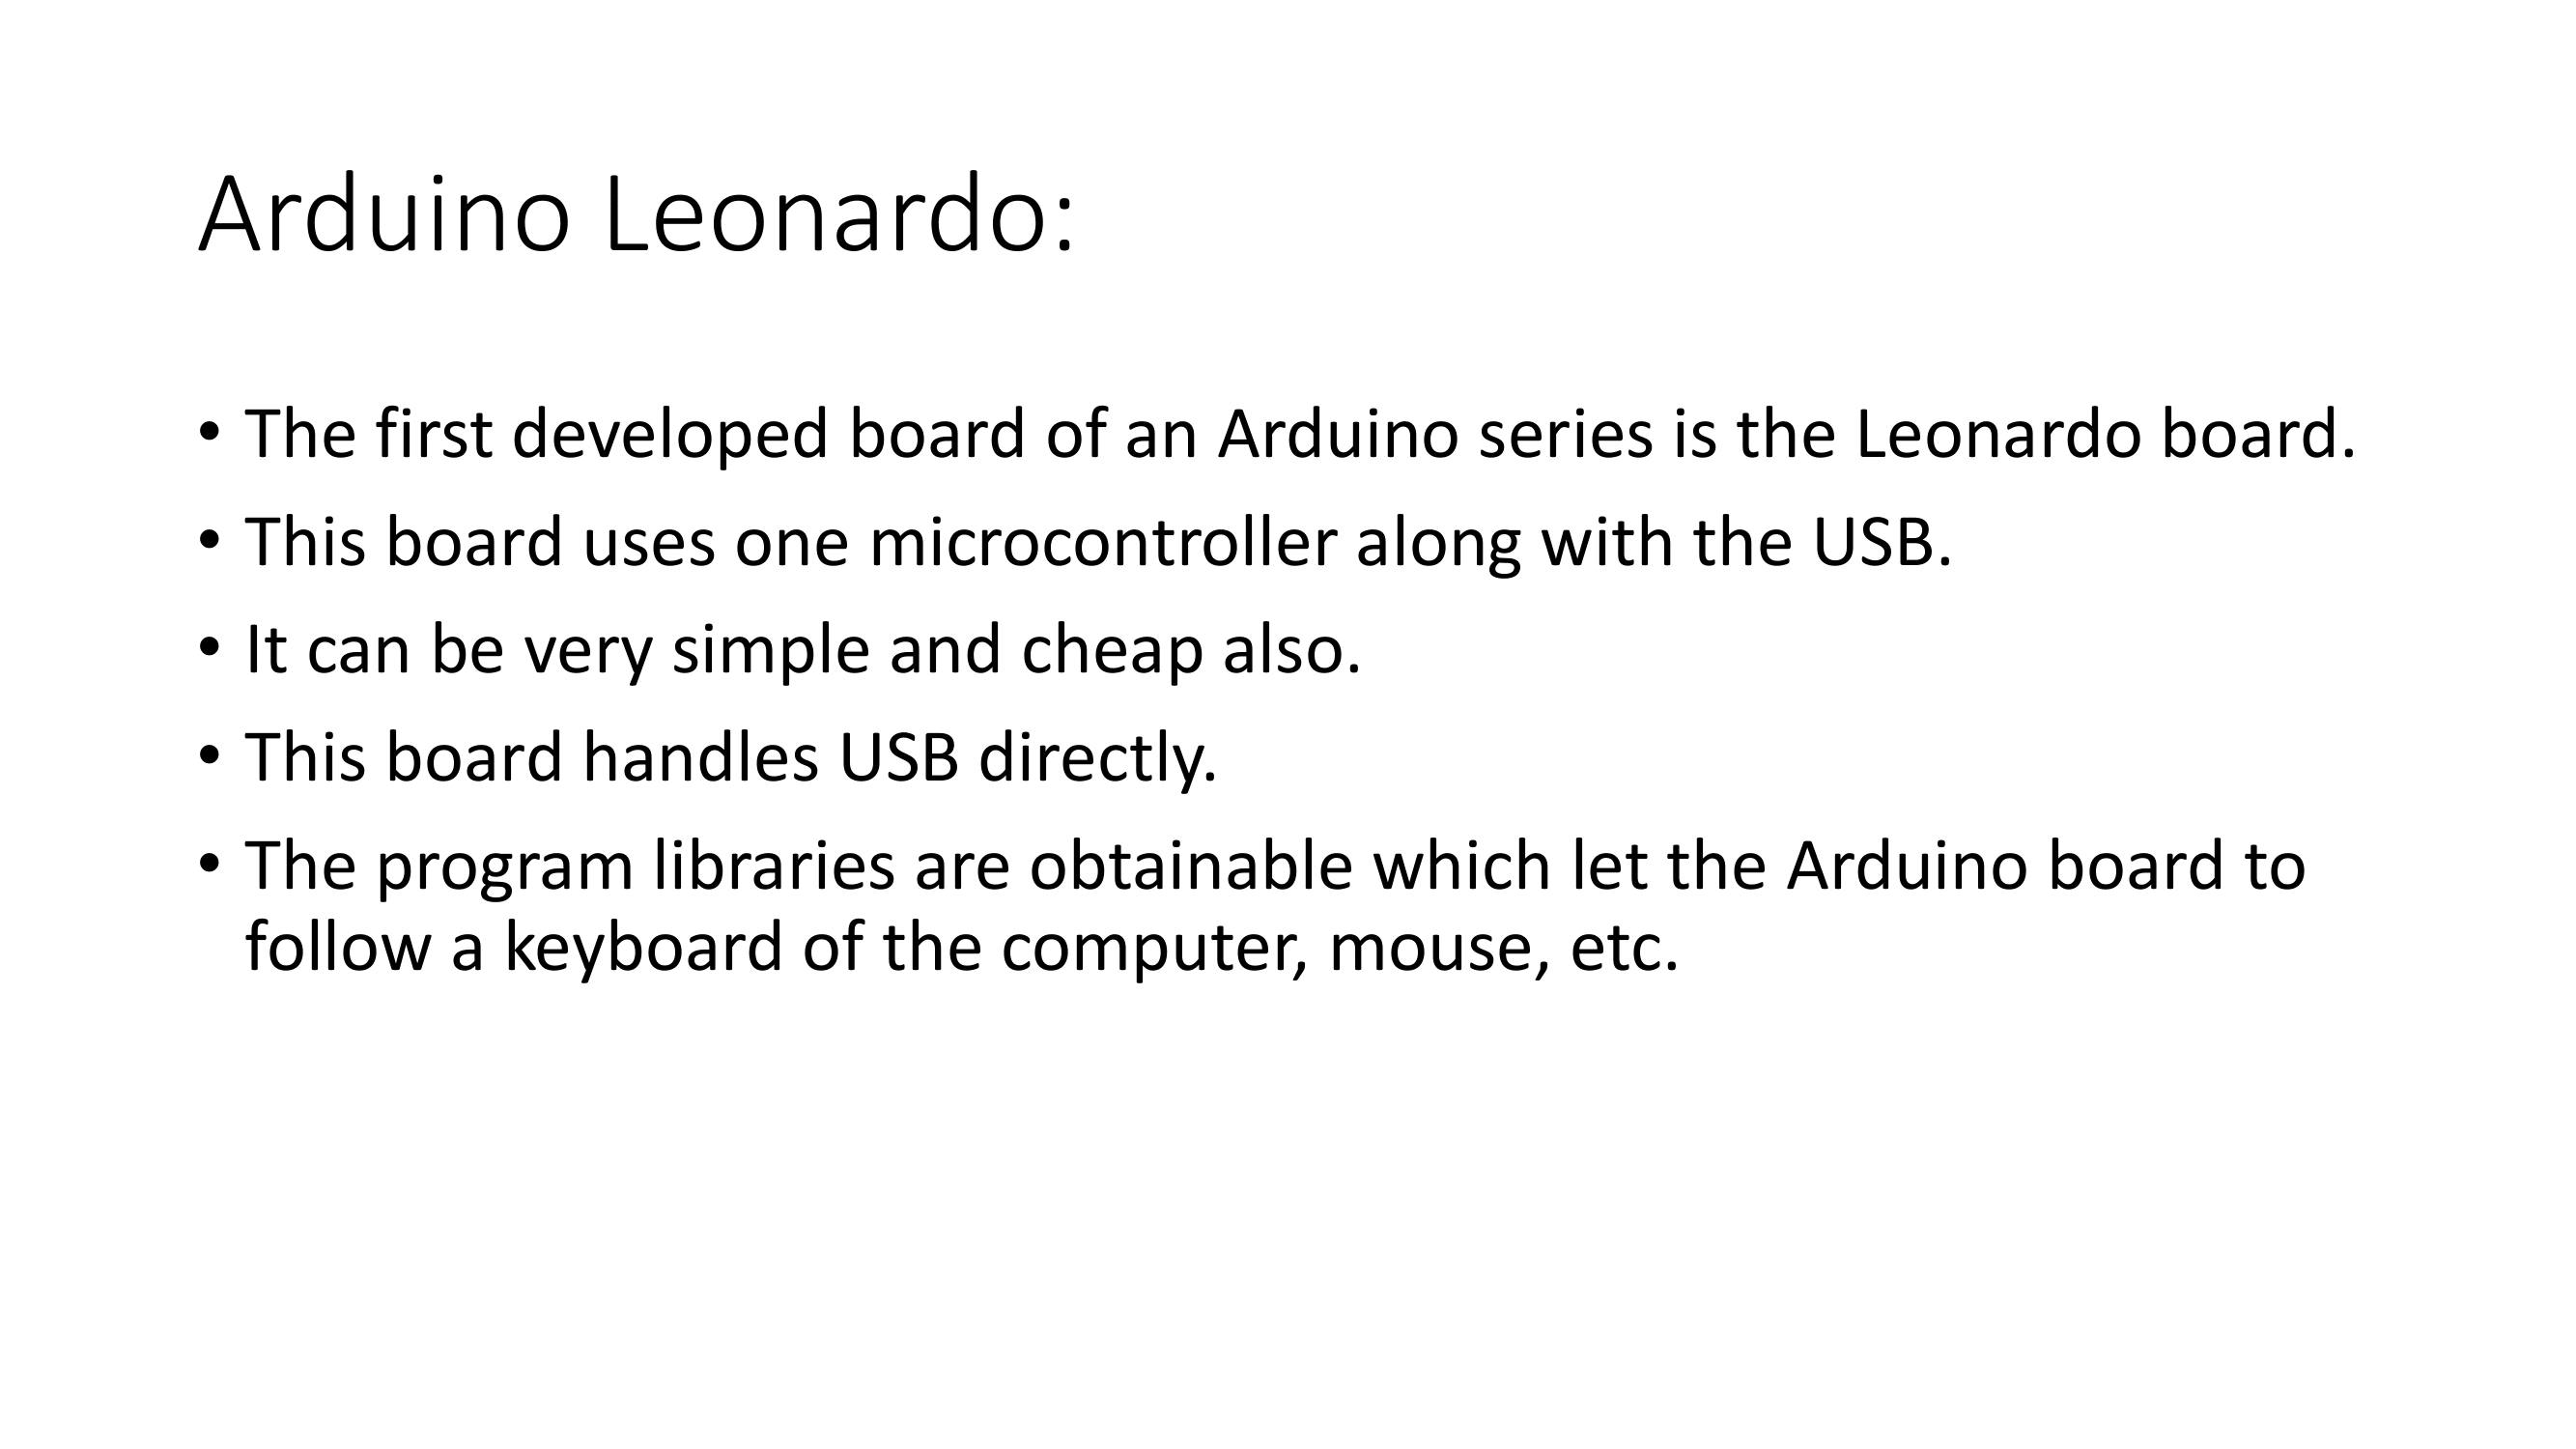 Arduino Leonardo:
• The first developed board of an Arduino series is the Leonardo board.
• This board uses one microcontroller along with the USB.
• It can be very simple and cheap also.
• This board handles USB directly.
• The program libraries are obtainable which let the Arduino board to
follow a keyboard of the computer, mouse, etc.